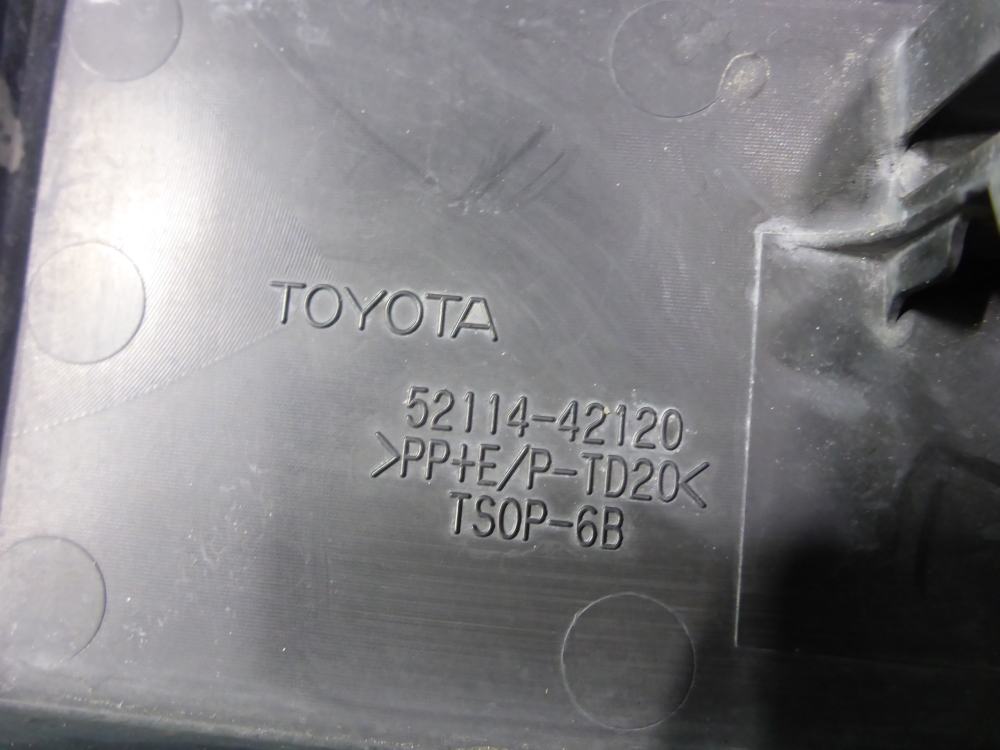 TOYOTA
52114-42120
>PP+E/P-TD20<
TSOP-6B